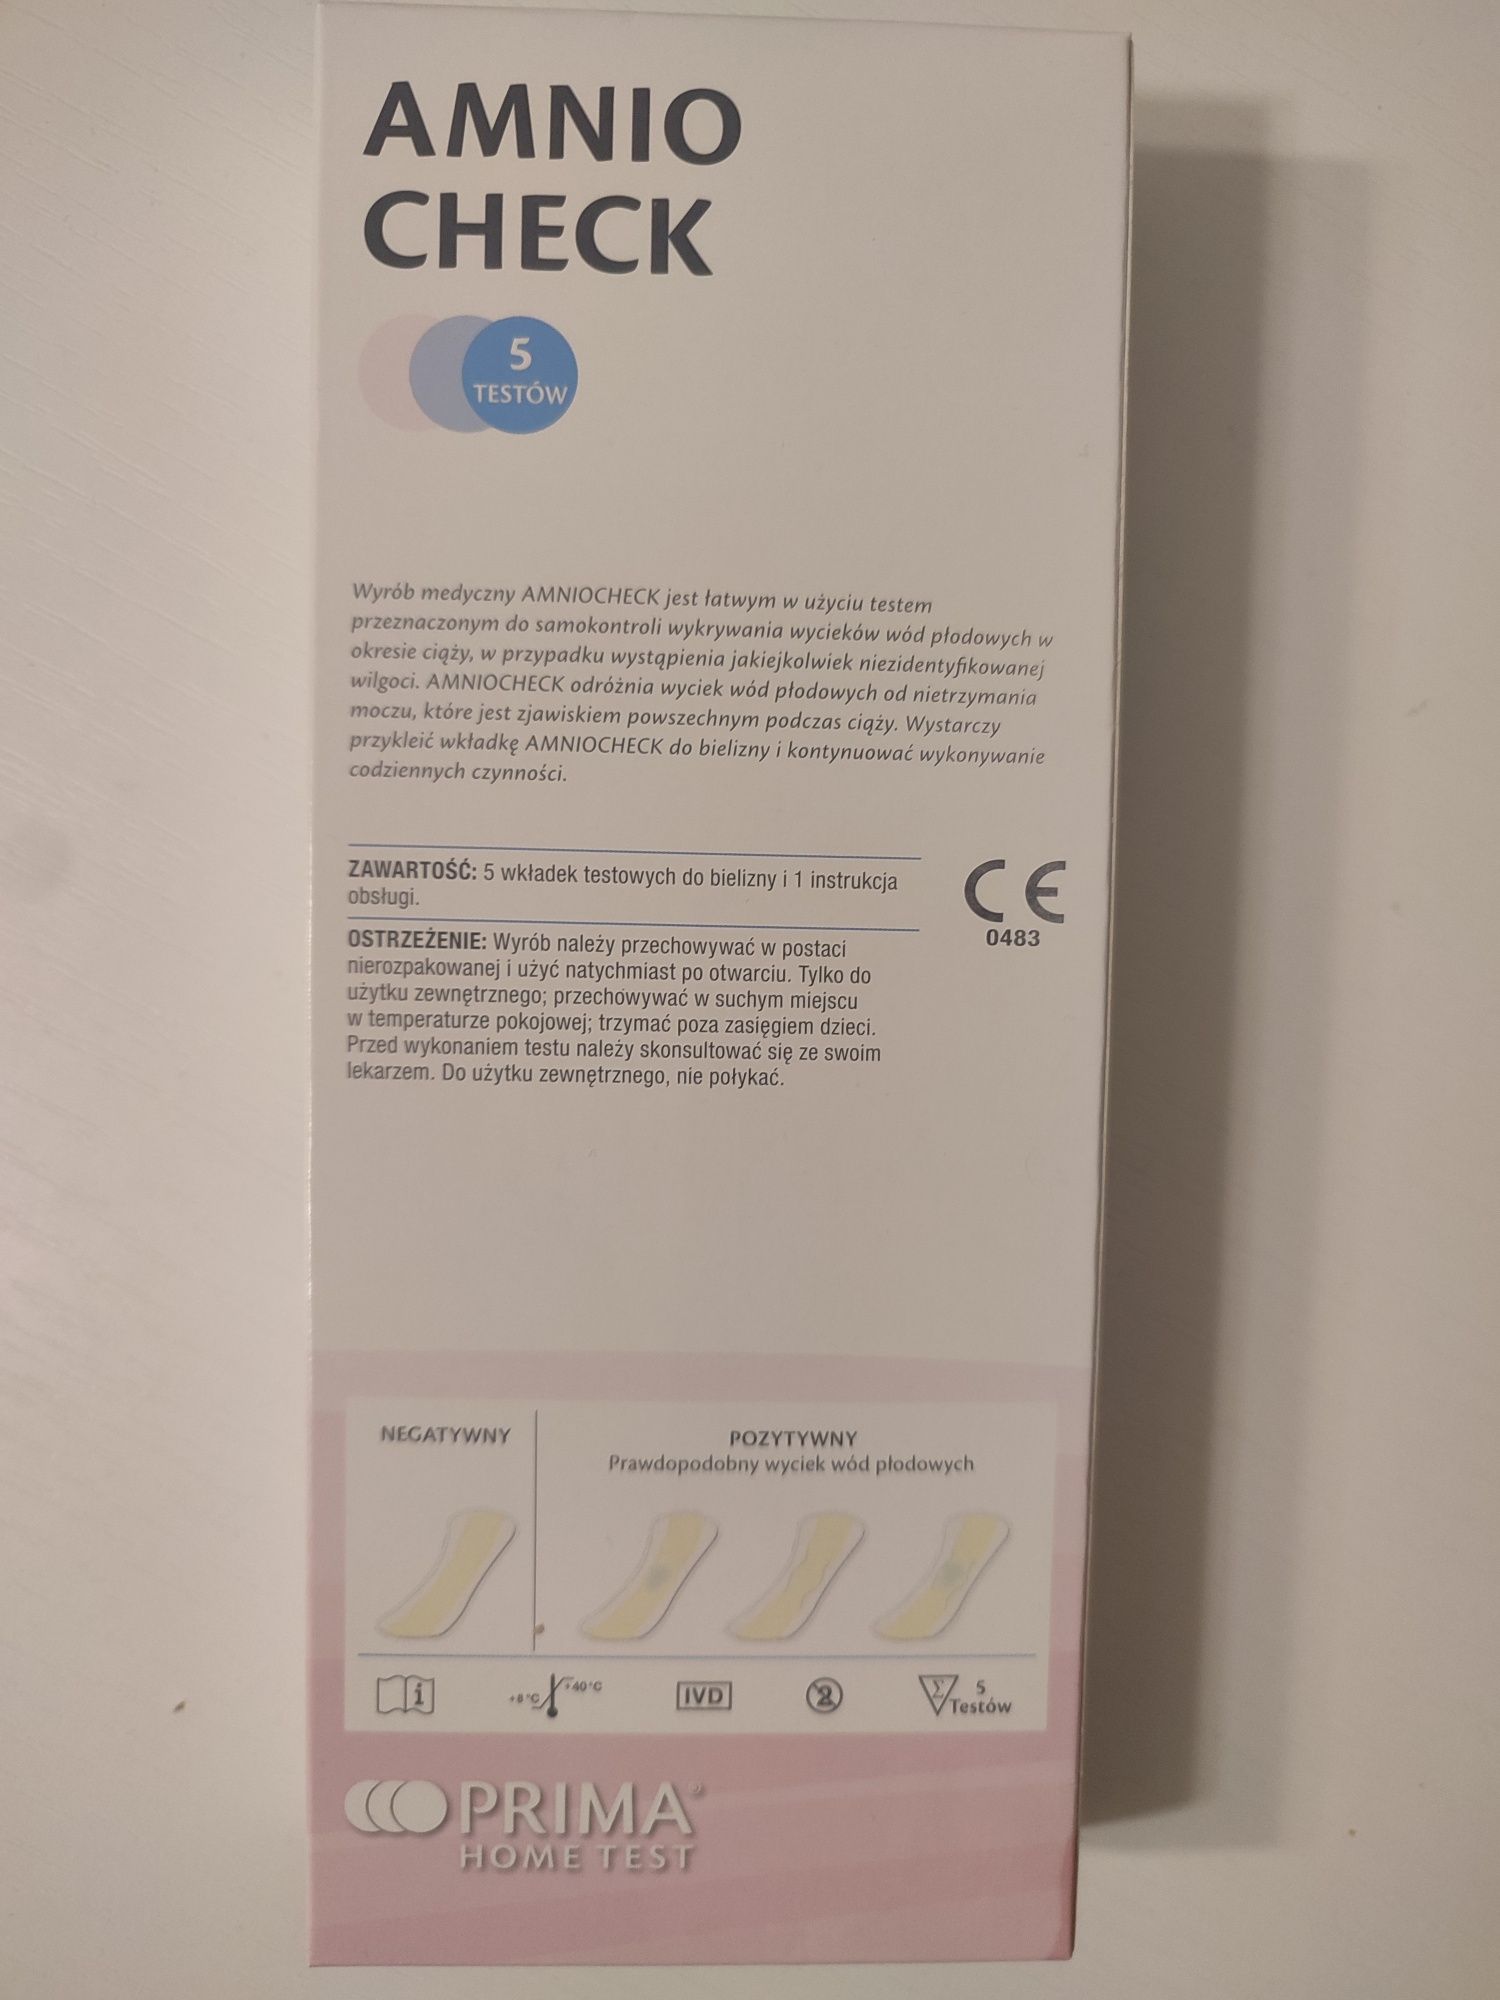 AMNIO
CHECK
5
TESTÓW
Wyrób medyczny AMNIOCHECK jest łatwym w użyciu testem
przeznaczonym do samokontroli wykrywania wycieków wód płodowych w
okresie ciąży, w przypadku wystąpienia jakiejkolwiek niezidentyfikowanej
wilgoci. AMNIOCHECK odróżnia wyciek wód płodowych od nietrzymania
moczu, które jest zjawiskiem powszechnym podczas ciąży. Wystarczy
przykleić wkładkę AMNIOCHECK do bielizny i kontynuować wykonywanie
codziennych czynności.
ZAWARTOŚĆ: 5 wkładek testowych do bielizny i 1 instrukcja
obsługi.
CE
0483
OSTRZEŻENIE: Wyrób należy przechowywać w postaci
nierozpakowanej i użyć natychmiast po otwarciu. Tylko do
użytku zewnętrznego; przechowywać w suchym miejscu
w temperaturze pokojowej; trzymać poza zasięgiem dzieci.
Przed wykonaniem testu należy skonsultować się ze swoim
lekarzem. Do użytku zewnętrznego, nie połykać.
NEGATYWNY
POZYTYWNY
Prawdopodobny wyciek wód płodowych
i
+8°C +40°C
IVD
2
Σ 5
Testów
PRIMA®
HOME TEST